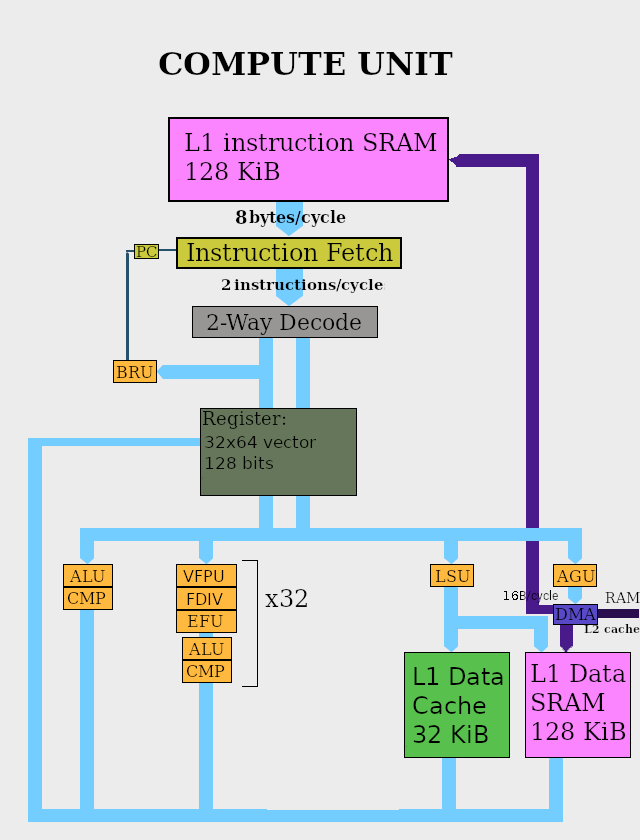 COMPUTE UNIT
L1 instruction SRAM
128 KiB
8 bytes/cycle
PC
Instruction Fetch
2 instructions/cycle
2-Way Decode
BRU
Register:
32x64 vector
128 bits
ALU
CMP
VFPU
FDIV
EFU
ALU
CMP
x32
LSU
AGU
16B/cycle
DMA
RAM
L2 cache
L1 Data
Cache
32 KiB
L1 Data
SRAM
128 KiB